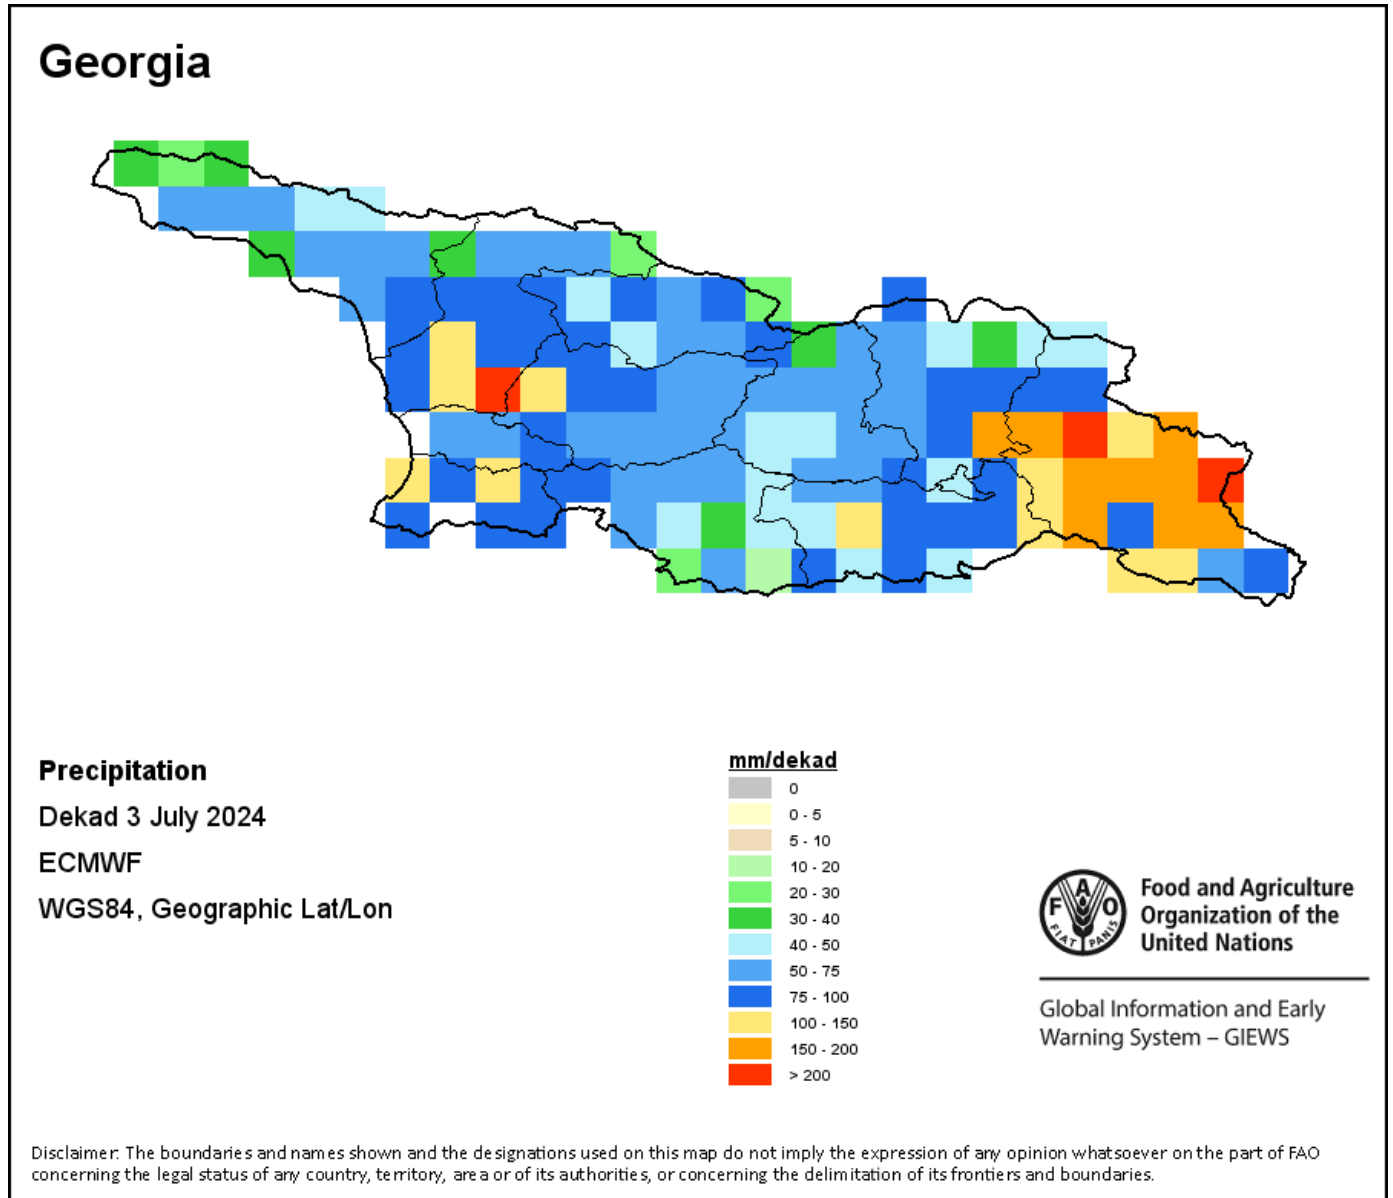 Georgia
Precipitation
Dekad 3 July 2024
ECMWF
WGS84, Geographic Lat/Lon
mm/dekad
0
0 - 5
5 - 10
10 - 20
20 - 30
30 - 40
40 - 50
50 - 75
75 - 100
100 - 150
150 - 200
> 200
F A O
FIAT PANIS
Food and Agriculture
Organization of the
United Nations
Global Information and Early
Warning System – GIEWS
Disclaimer: The boundaries and names shown and the designations used on this map do not imply the expression of any opinion whatsoever on the part of FAO
concerning the legal status of any country, territory, area or of its authorities, or concerning the delimitation of its frontiers and boundaries.